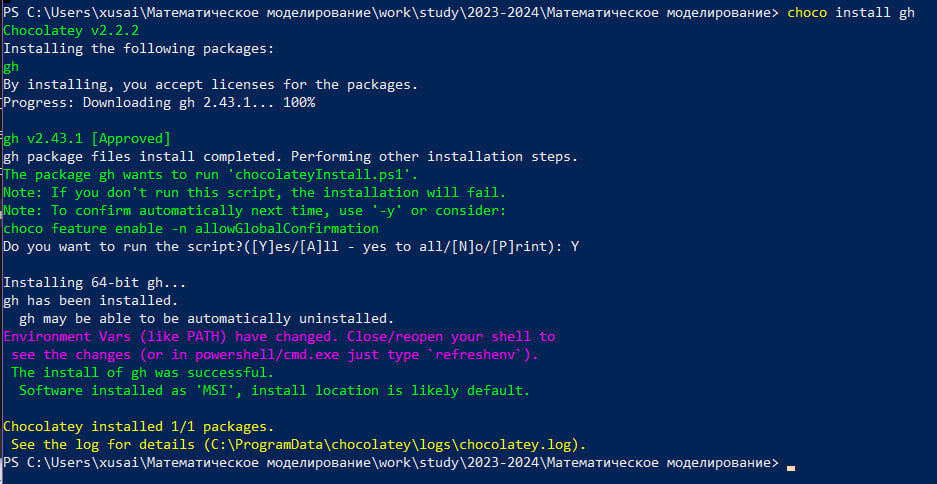 PS C:\Users\xusai\Математическое моделирование\work\study\2023-2024\Математическое моделирование> choco install gh
Chocolatey v2.2.2
Installing the following packages:
gh
By installing, you accept licenses for the packages.
Progress: Downloading gh 2.43.1... 100%
gh v2.43.1 [Approved]
gh package files install completed. Performing other installation steps.
The package gh wants to run 'chocolateyInstall.ps1'.
Note: If you don't run this script, the installation will fail.
Note: To confirm automatically next time, use '-y' or consider:
choco feature enable -n allowGlobalConfirmation
Do you want to run the script?([Y]es/[A]ll - yes to all/[N]o/[P]rint): Y
Installing 64-bit gh...
gh has been installed.
  gh may be able to be automatically uninstalled.
Environment Vars (like PATH) have changed. Close/reopen your shell to
 see the changes (or in powershell/cmd.exe just type `refreshenv`).
 The install of gh was successful.
  Software installed as 'MSI', install location is likely default.
Chocolatey installed 1/1 packages.
 See the log for details (C:\ProgramData\chocolatey\logs\chocolatey.log).
PS C:\Users\xusai\Математическое моделирование\work\study\2023-2024\Математическое моделирование>